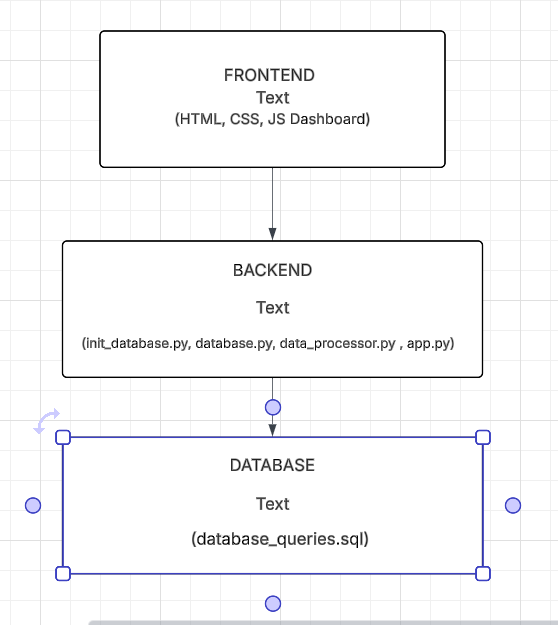 FRONTEND
Text
(HTML, CSS, JS Dashboard)
BACKEND
Text
(init_database.py, database.py, data_processor.py , app.py)
DATABASE
Text
(database_queries.sql)